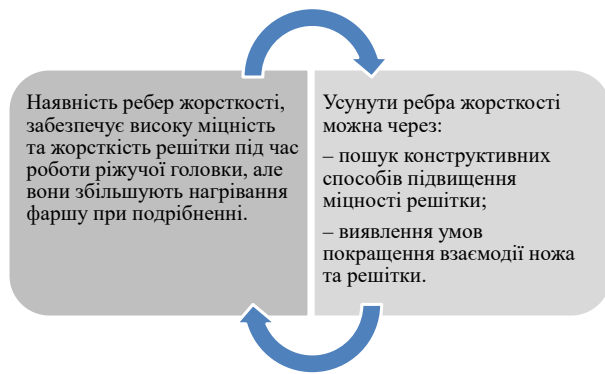 Наявність ребер жорсткості,
забезпечує високу міцність
та жорсткість решітки під час
роботи ріжучої головки, але
вони збільшують нагрівання
фаршу при подрібненні.
Усунути ребра жорсткості
можна через:
– пошук конструктивних
способів підвищення
міцності решітки;
– виявлення умов
покращення взаємодії ножа
та решітки.